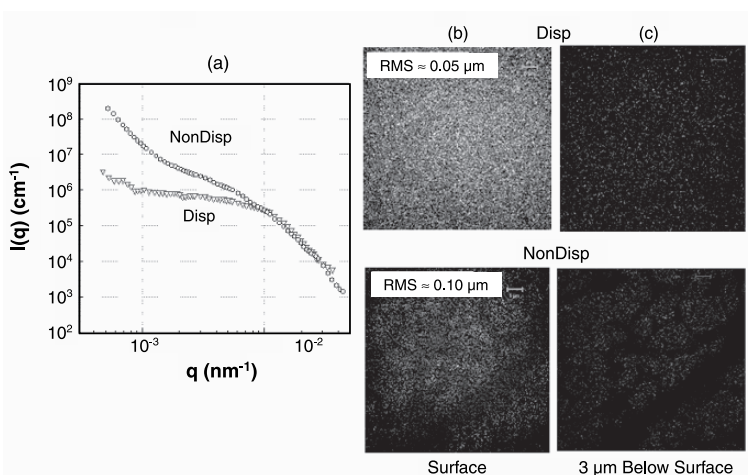 (a)
10⁹
10⁸
10⁷
10⁶
10⁵
10⁴
10³
10²
I(q) (cm⁻¹)
NonDisp
Disp
10⁻³
10⁻²
q (nm⁻¹)
(b) Disp (c)
RMS ≈ 0.05 µm
NonDisp
RMS ≈ 0.10 µm
Surface
3 µm Below Surface